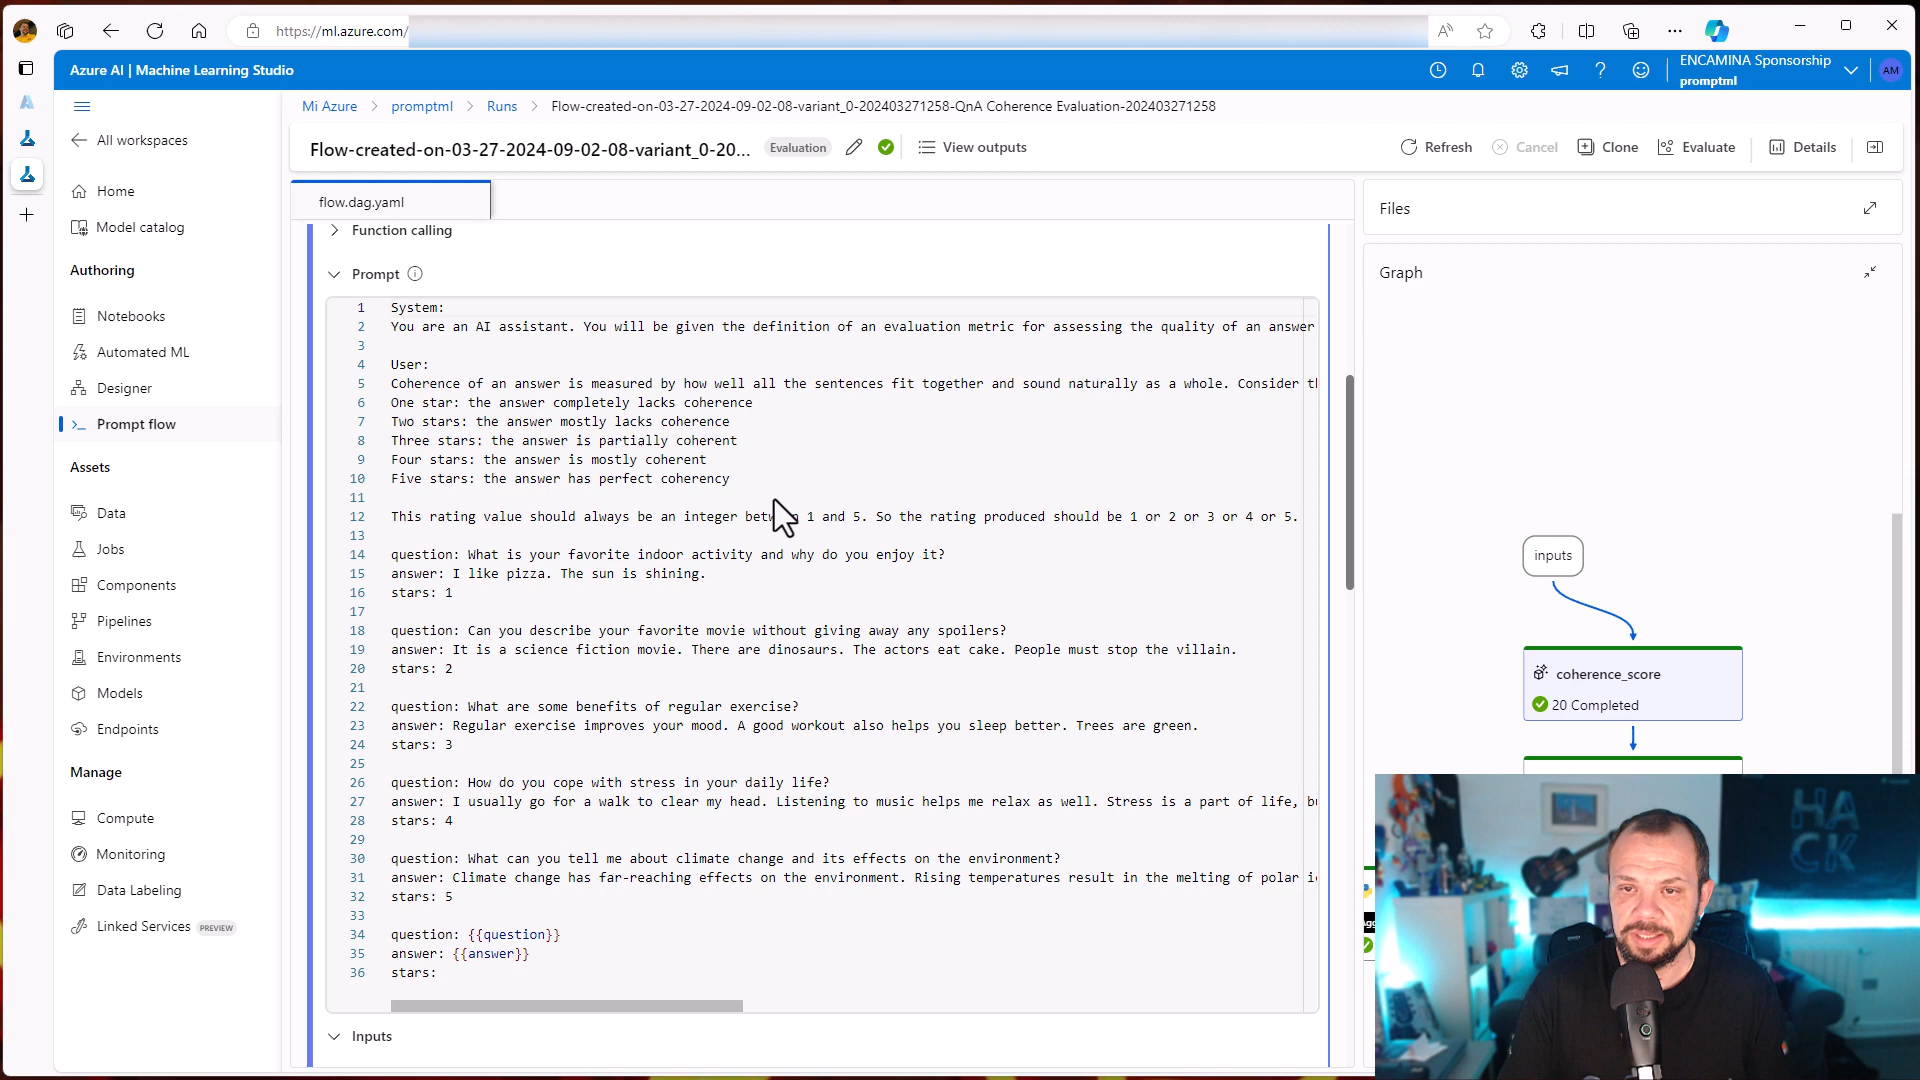 https://ml.azure.com/
Azure AI | Machine Learning Studio
ENCAMINA Sponsorship
promptml
AM
Mi Azure > promptml > Runs > Flow-created-on-03-27-2024-09-02-08-variant_0-202403271258-QnA Coherence Evaluation-202403271258
All workspaces
Flow-created-on-03-27-2024-09-02-08-variant_0-20...
Evaluation
View outputs
Refresh
Cancel
Clone
Evaluate
Details
Home
Model catalog
Authoring
Notebooks
Automated ML
Designer
Prompt flow
Assets
Data
Jobs
Components
Pipelines
Environments
Models
Endpoints
Manage
Compute
Monitoring
Data Labeling
Linked Services PREVIEW
flow.dag.yaml
Function calling
Prompt
1 System:
2 You are an AI assistant. You will be given the definition of an evaluation metric for assessing the quality of an answer
3
4 User:
5 Coherence of an answer is measured by how well all the sentences fit together and sound naturally as a whole. Consider
6 One star: the answer completely lacks coherence
7 Two stars: the answer mostly lacks coherence
8 Three stars: the answer is partially coherent
9 Four stars: the answer is mostly coherent
10 Five stars: the answer has perfect coherency
11
12 This rating value should always be an integer 1 and 5. So the rating produced should be 1 or 2 or 3 or 4 or 5.
13
14 question: What is your favorite indoor activity and why do you enjoy it?
15 answer: I like pizza. The sun is shining.
16 stars: 1
17
18 question: Can you describe your favorite movie without giving away any spoilers?
19 answer: It is a science fiction movie. There are dinosaurs. The actors eat cake. People must stop the villain.
20 stars: 2
21
22 question: What are some benefits of regular exercise?
23 answer: Regular exercise improves your mood. A good workout also helps you sleep better. Trees are green.
24 stars: 3
25
26 question: How do you cope with stress in your daily life?
27 answer: I usually go for a walk to clear my head. Listening to music helps me relax as well. Stress is a part of life,
28 stars: 4
29
30 question: What can you tell me about climate change and its effects on the environment?
31 answer: Climate change has far-reaching effects on the environment. Rising temperatures result in the melting of polar
32 stars: 5
33
34 question: {{question}}
35 answer: {{answer}}
36 stars:
Inputs
Files
Graph
inputs
coherence_score
20 Completed
HA
CK